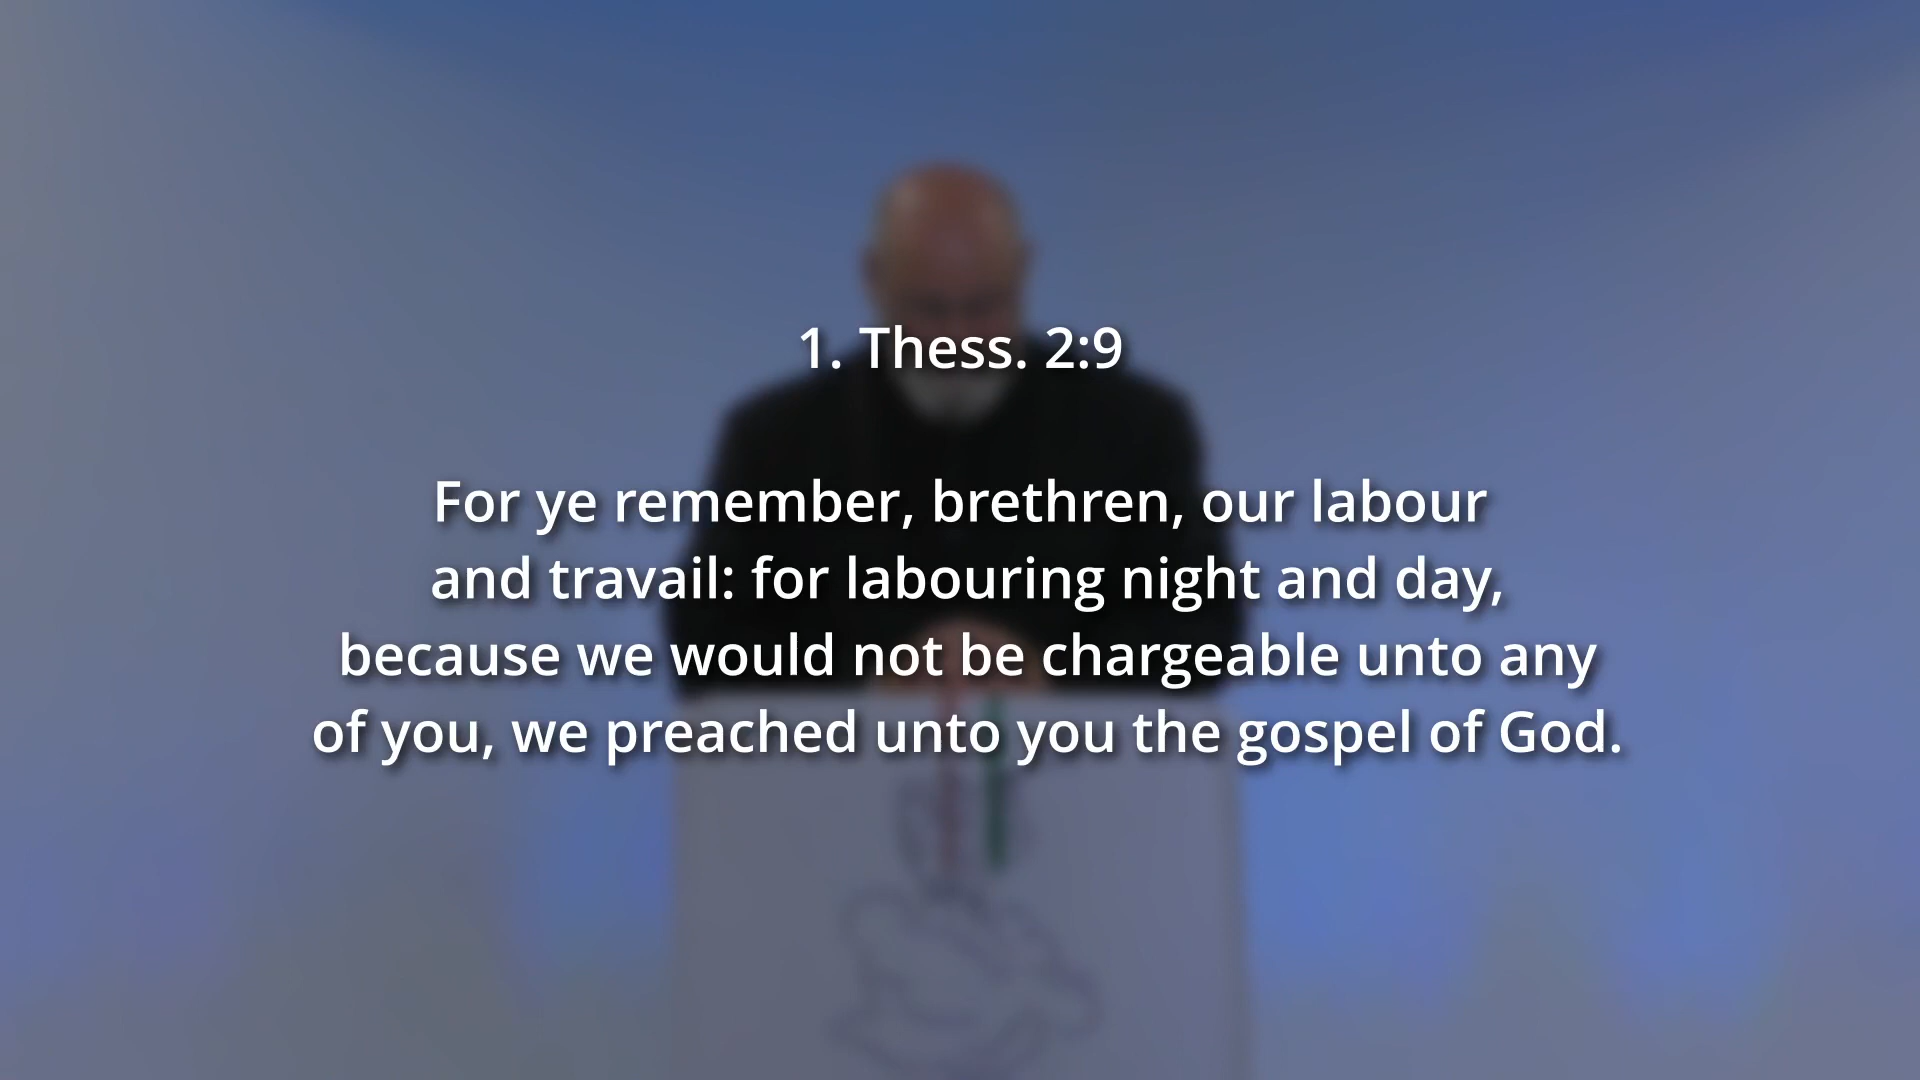 1. Thess. 2:9
For ye remember, brethren, our labour
and travail: for labouring night and day,
because we would not be chargeable unto any
of you, we preached unto you the gospel of God.